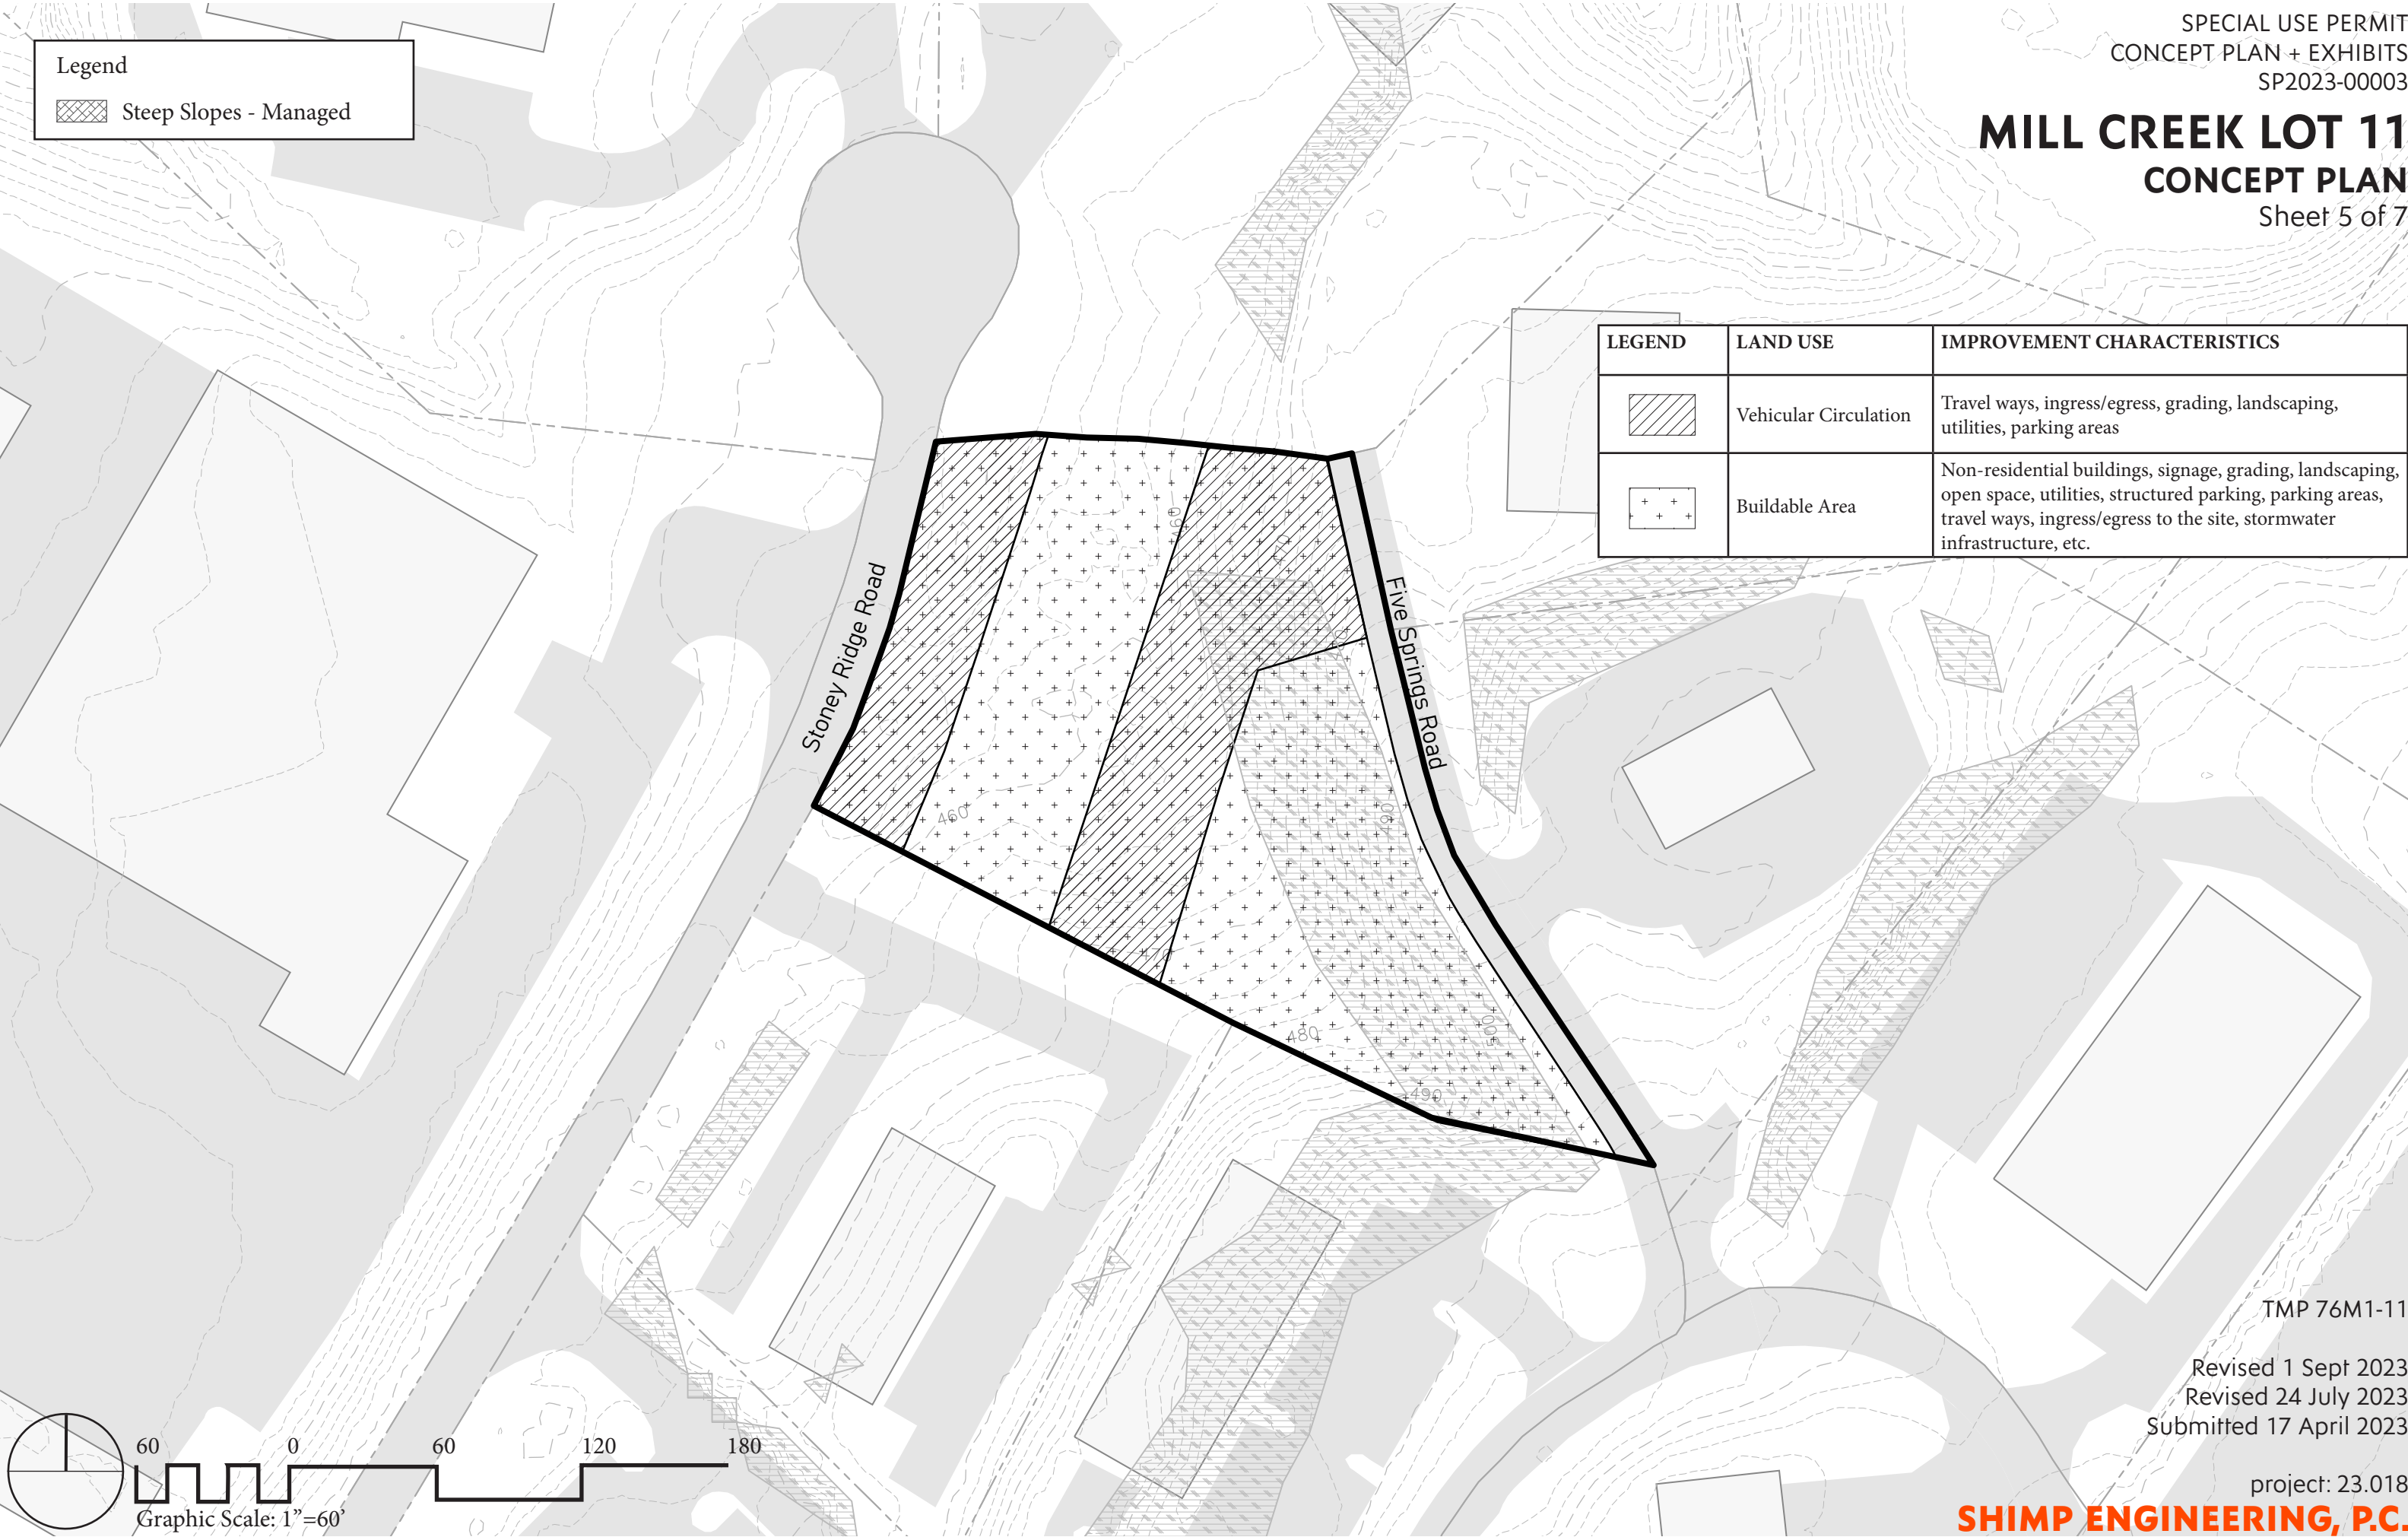 Legend
Steep Slopes - Managed
SPECIAL USE PERMIT
CONCEPT PLAN + EXHIBITS
SP2023-00003
MILL CREEK LOT 11
CONCEPT PLAN
Sheet 5 of 7
LEGEND
LAND USE
IMPROVEMENT CHARACTERISTICS
Vehicular Circulation
Travel ways, ingress/egress, grading, landscaping,
utilities, parking areas
Buildable Area
Non-residential buildings, signage, grading, landscaping,
open space, utilities, structured parking, parking areas,
travel ways, ingress/egress to the site, stormwater
infrastructure, etc.
Stoney Ridge Road
Five Springs Road
460
470
460
490
470
480
500
490
TMP 76M1-11
Revised 1 Sept 2023
Revised 24 July 2023
Submitted 17 April 2023
project: 23.018
SHIMP ENGINEERING, P.C.
60 0 60 120 180
Graphic Scale: 1”=60’